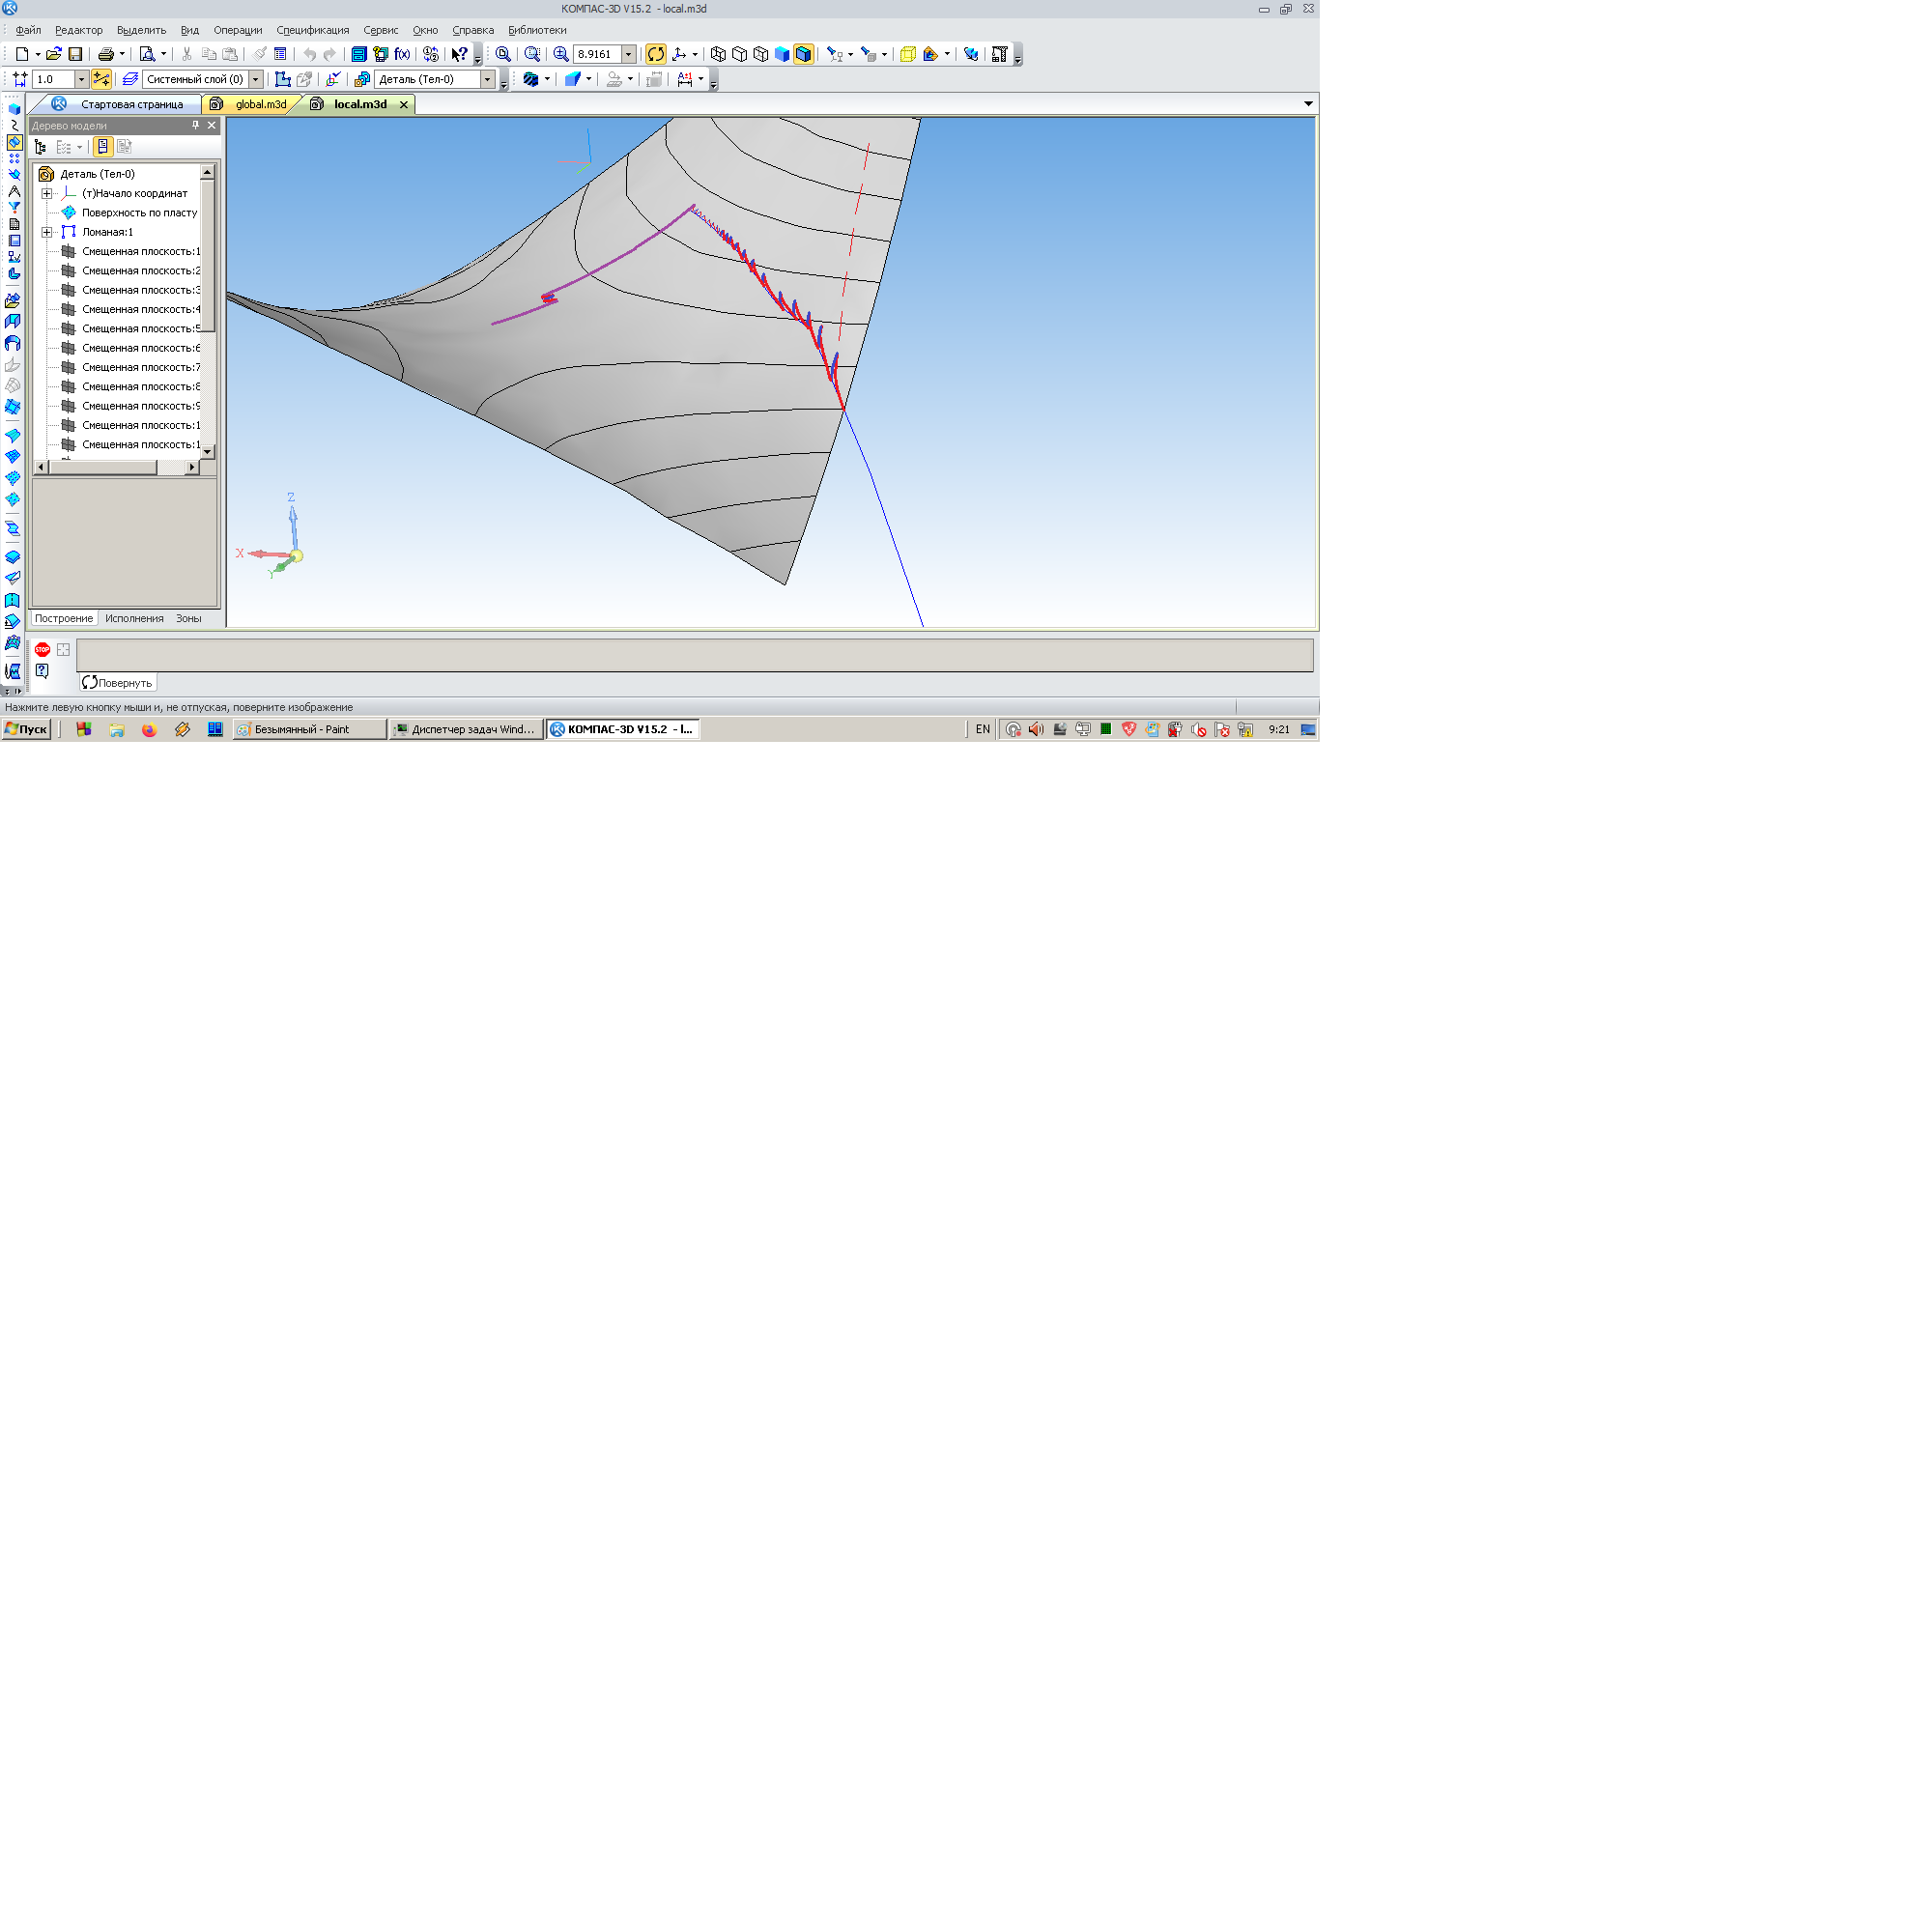 КОМПАС-3D V15.2 - local.m3d
Файл Редактор Выделить Вид Операции Спецификация Сервис Окно Справка Библиотеки
f(x) 8.9161
1.0 Системный слой (0) Деталь (Тел-0)
Стартовая страница global.m3d local.m3d
Дерево модели
Деталь (Тел-0)
(т)Начало координат
Поверхность по пласту
Ломаная:1
Смещенная плоскость:1
Смещенная плоскость:2
Смещенная плоскость:3
Смещенная плоскость:4
Смещенная плоскость:5
Смещенная плоскость:6
Смещенная плоскость:7
Смещенная плоскость:8
Смещенная плоскость:9
Смещенная плоскость:1
Смещенная плоскость:1
Z
X
Y
Построение Исполнения Зоны
STOP
Повернуть
Нажмите левую кнопку мыши и, не отпуская, поверните изображение
Пуск Безымянный - Paint Диспетчер задач Wind... КОМПАС-3D V15.2 - l... EN 9:21